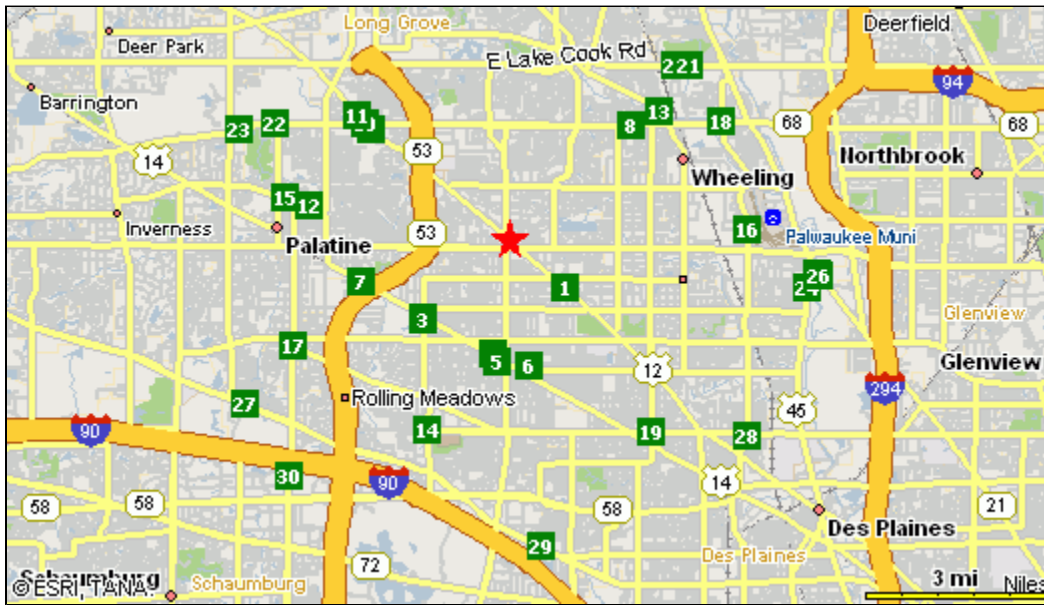 Long Grove
Deerfield
Deer Park
E Lake Cook Rd
221
94
Barrington
11
13
23
22
8
18
68
68
53
14
Northbrook
Wheeling
15
12
Inverness
16
53
Palatine
Palwaukee Muni
7
1
26
3
Glenview
17
5
6
12
Glenview
294
27
Rolling Meadows
45
90
14
19
28
30
90
14
58
58
58
21
Des Plaines
29
Des Plaines
72
Schaumburg
Schaumburg
3 mi
Niles
© ESRI, TANA